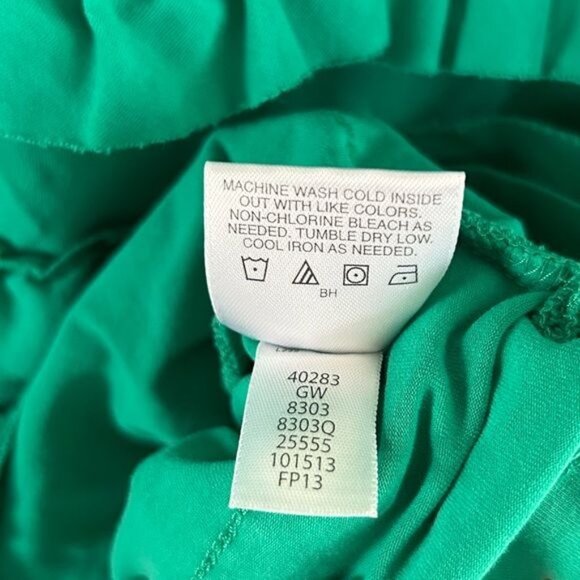 MACHINE WASH COLD INSIDE
OUT WITH LIKE COLORS.
NON-CHLORINE BLEACH AS
NEEDED. TUMBLE DRY LOW.
COOL IRON AS NEEDED.
BH
40283
GW
8303
8303Q
25555
101513
FP13